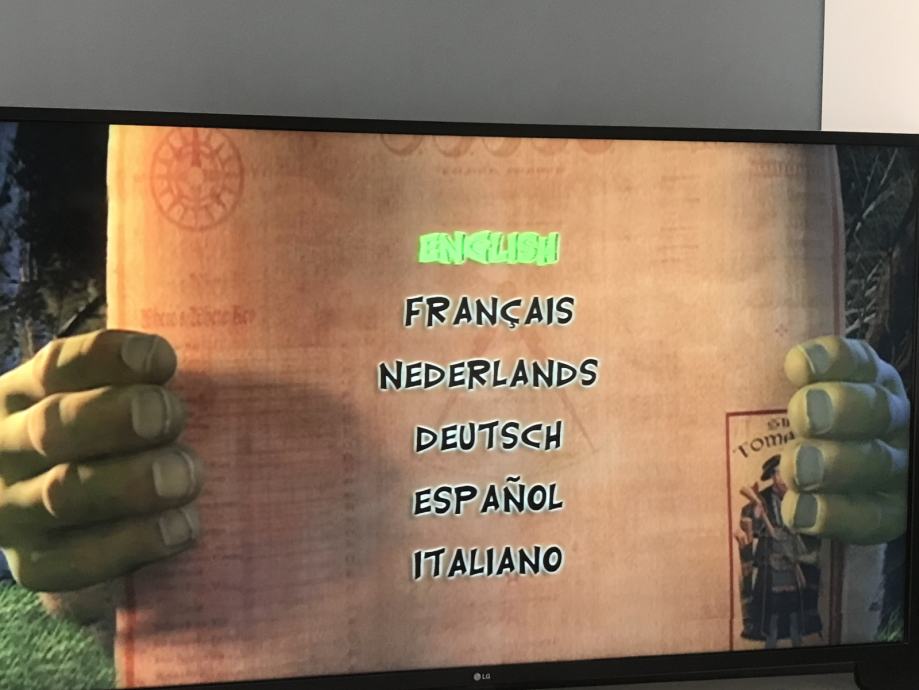 ENGLISH
FRANÇAIS
NEDERLANDS
DEUTSCH
ESPAÑOL
ITALIANO
LG